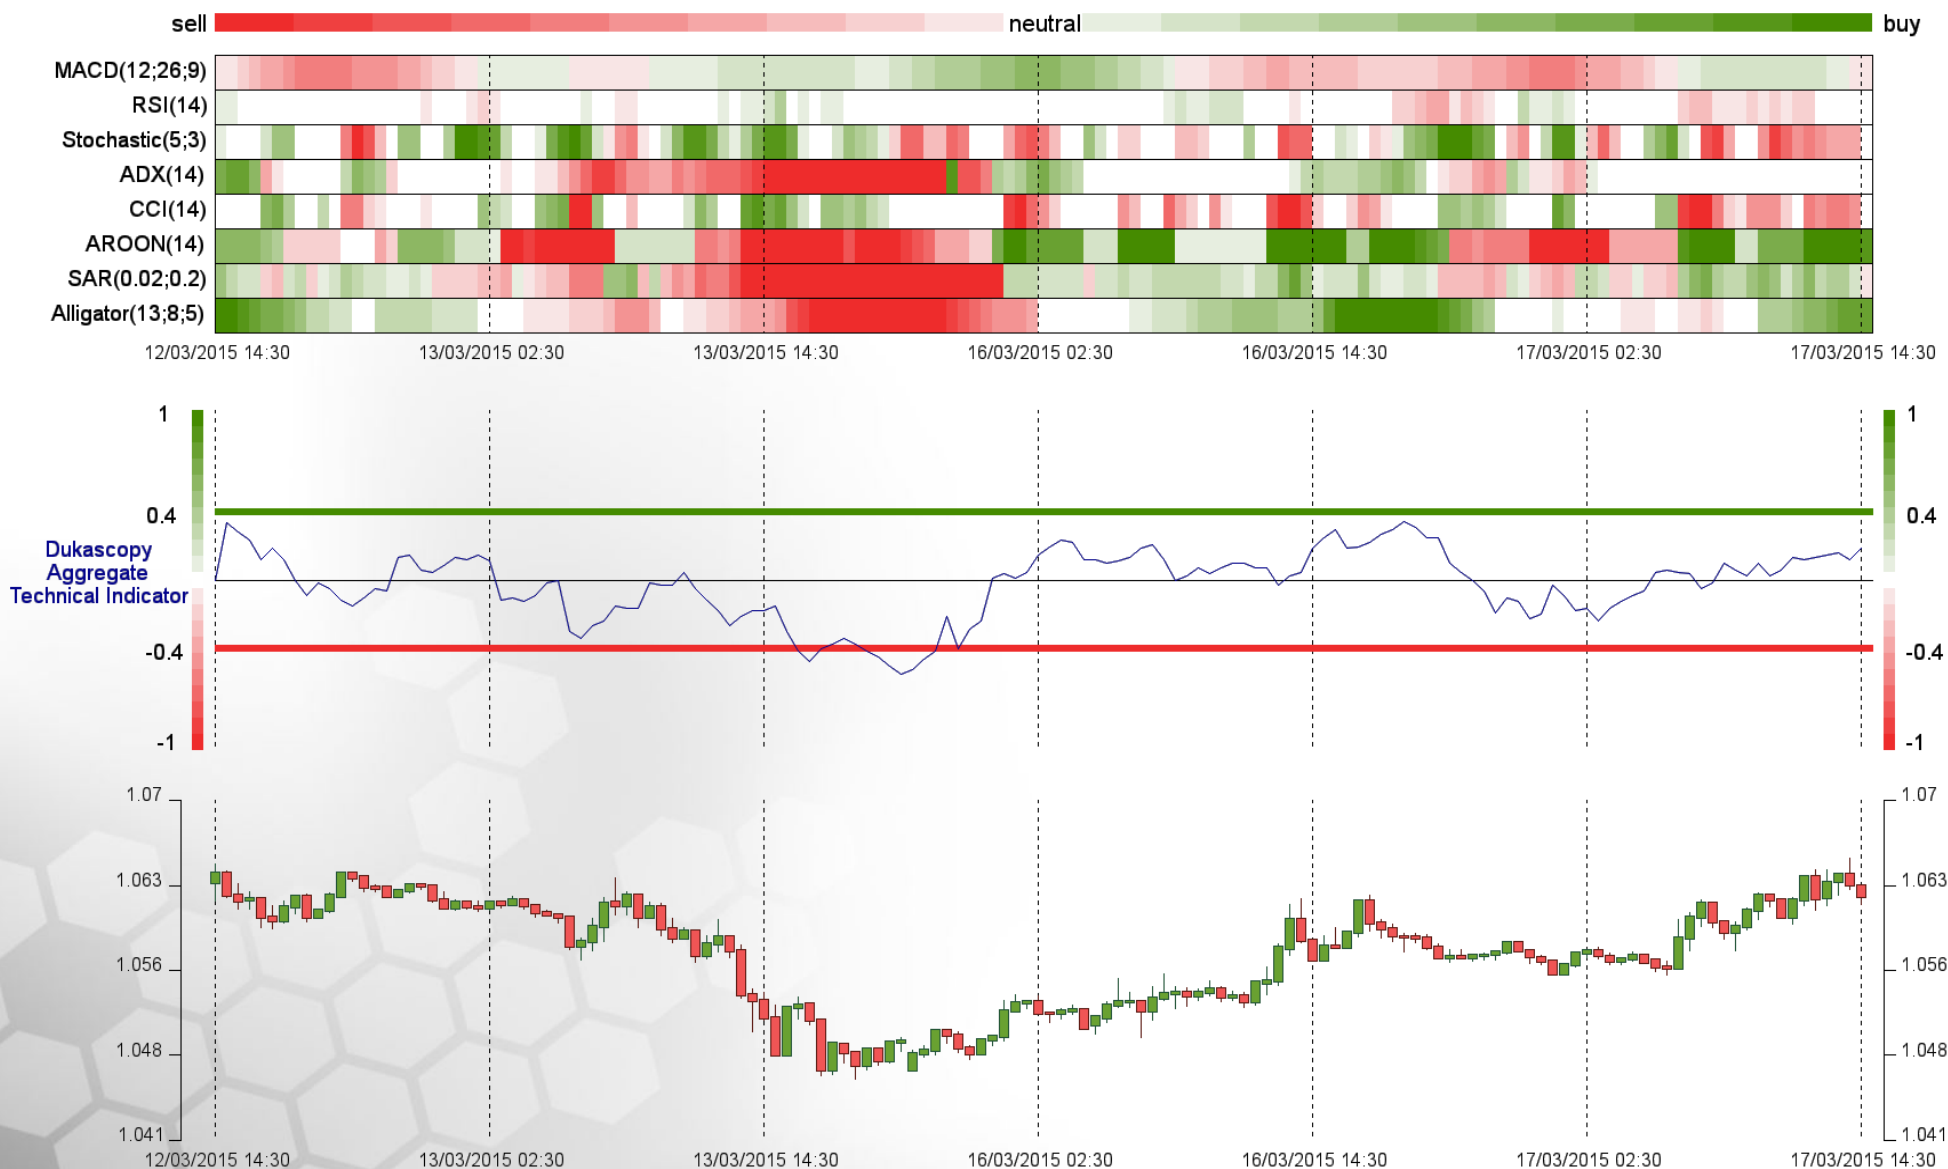 sell neutral buy
MACD(12;26;9)
RSI(14)
Stochastic(5;3)
ADX(14)
CCI(14)
AROON(14)
SAR(0.02;0.2)
Alligator(13;8;5)
12/03/2015 14:30 13/03/2015 02:30 13/03/2015 14:30 16/03/2015 02:30 16/03/2015 14:30 17/03/2015 02:30 17/03/2015 14:30
1 1
0.4 0.4
Dukascopy
Aggregate
Technical Indicator
-0.4 -0.4
-1 -1
1.07 1.07
1.063 1.063
1.056 1.056
1.048 1.048
1.041 1.041
12/03/2015 14:30 13/03/2015 02:30 13/03/2015 14:30 16/03/2015 02:30 16/03/2015 14:30 17/03/2015 02:30 17/03/2015 14:30